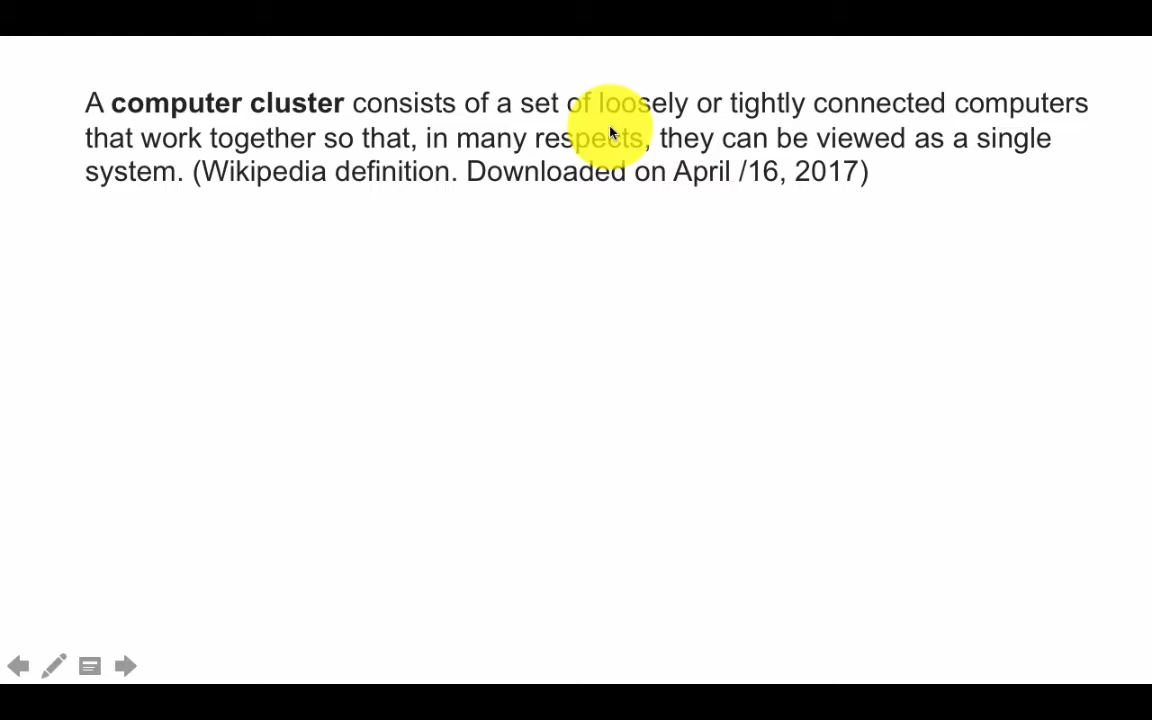 A computer cluster consists of a set of loosely or tightly connected computers
that work together so that, in many respects, they can be viewed as a single
system. (Wikipedia definition. Downloaded on April /16, 2017)